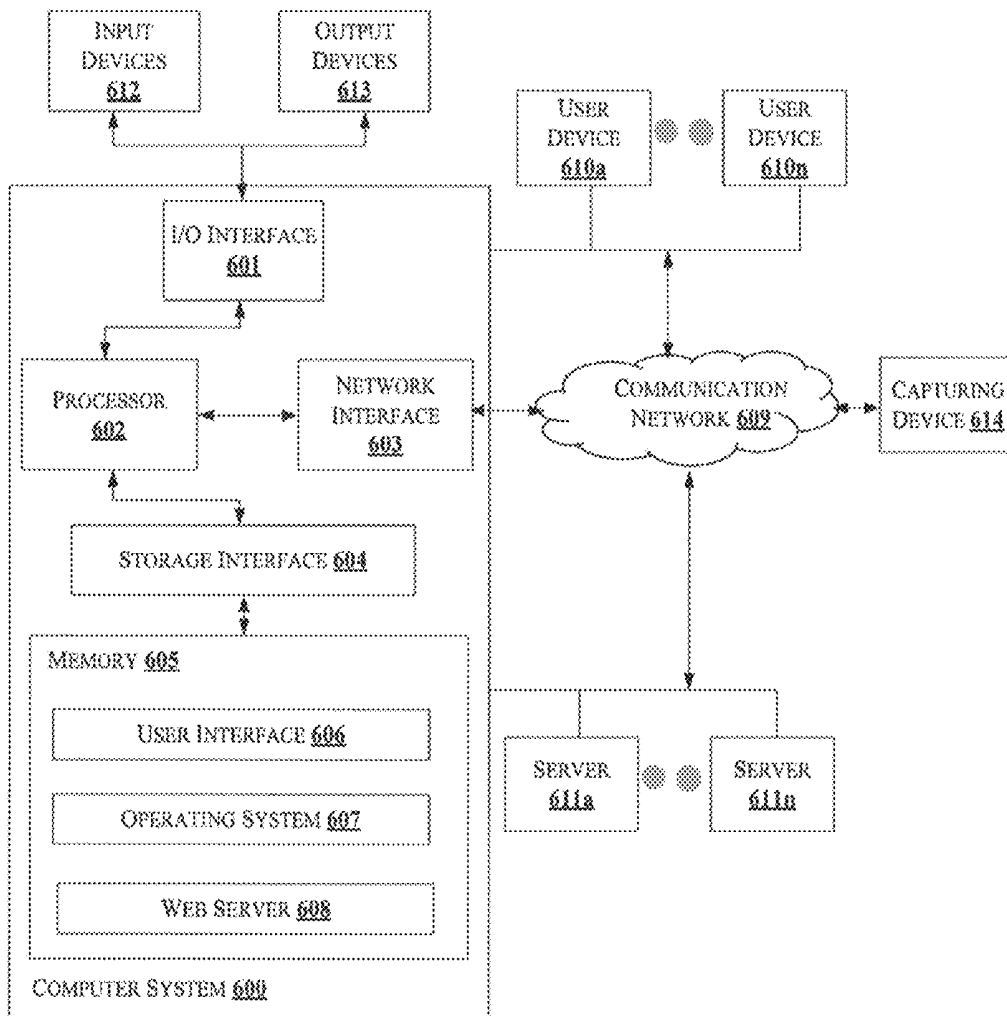 INPUT
DEVICES
612
OUTPUT
DEVICES
613
USER
DEVICE
610a
USER
DEVICE
610n
I/O INTERFACE
601
PROCESSOR
602
NETWORK
INTERFACE
603
COMMUNICATION
NETWORK 609
CAPTURING
DEVICE 614
STORAGE INTERFACE 604
MEMORY 605
USER INTERFACE 606
OPERATING SYSTEM 607
WEB SERVER 608
SERVER
611a
SERVER
611n
COMPUTER SYSTEM 600